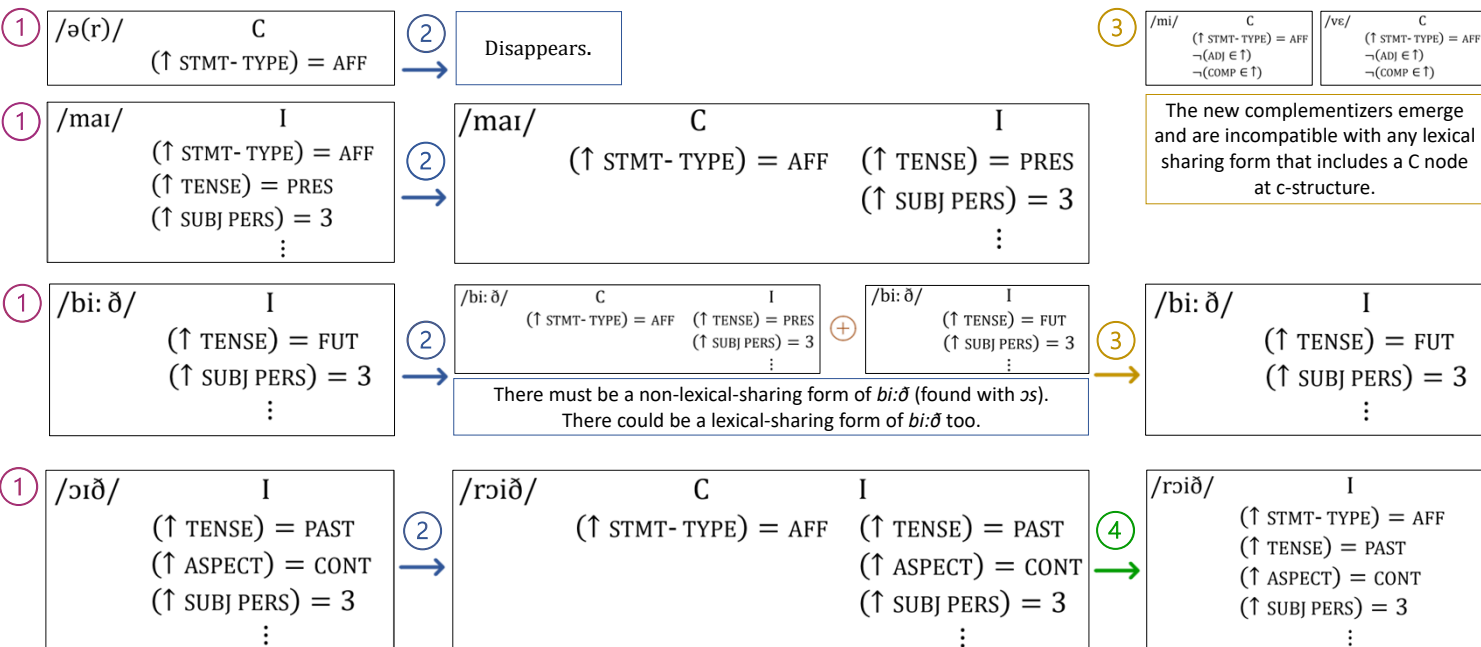 1 /ə(r)/ C 2 Disappears. 3 /mi/ C /vɛ/ C
(↑ STMT-TYPE) = AFF (↑ STMT-TYPE) = AFF (↑ STMT-TYPE) = AFF
¬(ADJ ∈ ↑) ¬(ADJ ∈ ↑)
¬(COMP ∈ ↑) ¬(COMP ∈ ↑)
The new complementizers emerge
and are incompatible with any lexical
sharing form that includes a C node
at c-structure.
1 /maɪ/ I 2 /maɪ/ C I
(↑ STMT-TYPE) = AFF (↑ STMT-TYPE) = AFF (↑ TENSE) = PRES
(↑ TENSE) = PRES (↑ SUBJ PERS) = 3
(↑ SUBJ PERS) = 3 ⋮
⋮
1 /bi: ð/ I 2 /bi: ð/ C I + /bi: ð/ I 3 /bi: ð/ I
(↑ TENSE) = FUT (↑ STMT-TYPE) = AFF (↑ TENSE) = PRES (↑ TENSE) = FUT (↑ TENSE) = FUT
(↑ SUBJ PERS) = 3 (↑ SUBJ PERS) = 3 (↑ SUBJ PERS) = 3 (↑ SUBJ PERS) = 3
⋮ ⋮ ⋮ ⋮
There must be a non-lexical-sharing form of bi:ð (found with ɔs).
There could be a lexical-sharing form of bi:ð too.
1 /ɔɪð/ I 2 /rɔið/ C I 4 /rɔið/ I
(↑ TENSE) = PAST (↑ STMT-TYPE) = AFF (↑ TENSE) = PAST (↑ STMT-TYPE) = AFF
(↑ ASPECT) = CONT (↑ ASPECT) = CONT (↑ TENSE) = PAST
(↑ SUBJ PERS) = 3 (↑ SUBJ PERS) = 3 (↑ ASPECT) = CONT
⋮ ⋮ (↑ SUBJ PERS) = 3
⋮